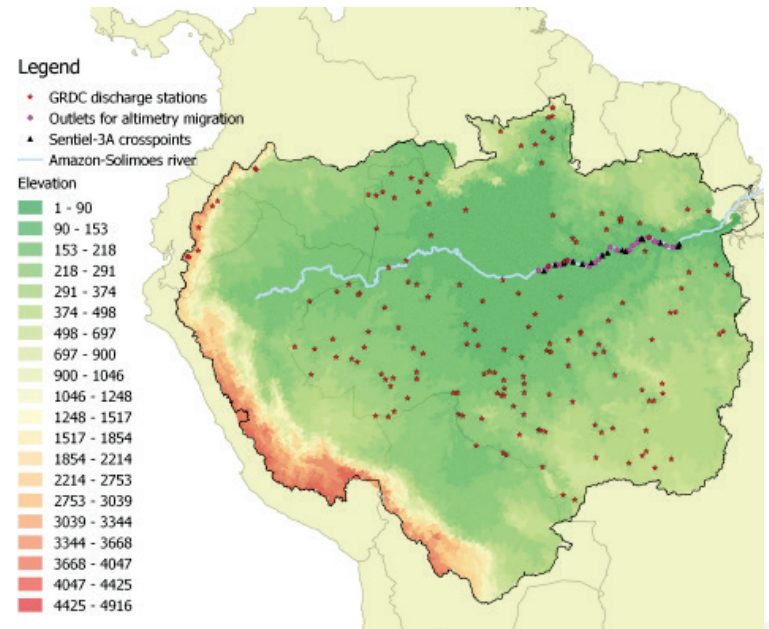 Legend
GRDC discharge stations
Outlets for altimetry migration
Sentiel-3A crosspoints
Amazon-Solimoes river
Elevation
1 - 90
90 - 153
153 - 218
218 - 291
291 - 374
374 - 498
498 - 697
697 - 900
900 - 1046
1046 - 1248
1248 - 1517
1517 - 1854
1854 - 2214
2214 - 2753
2753 - 3039
3039 - 3344
3344 - 3668
3668 - 4047
4047 - 4425
4425 - 4916